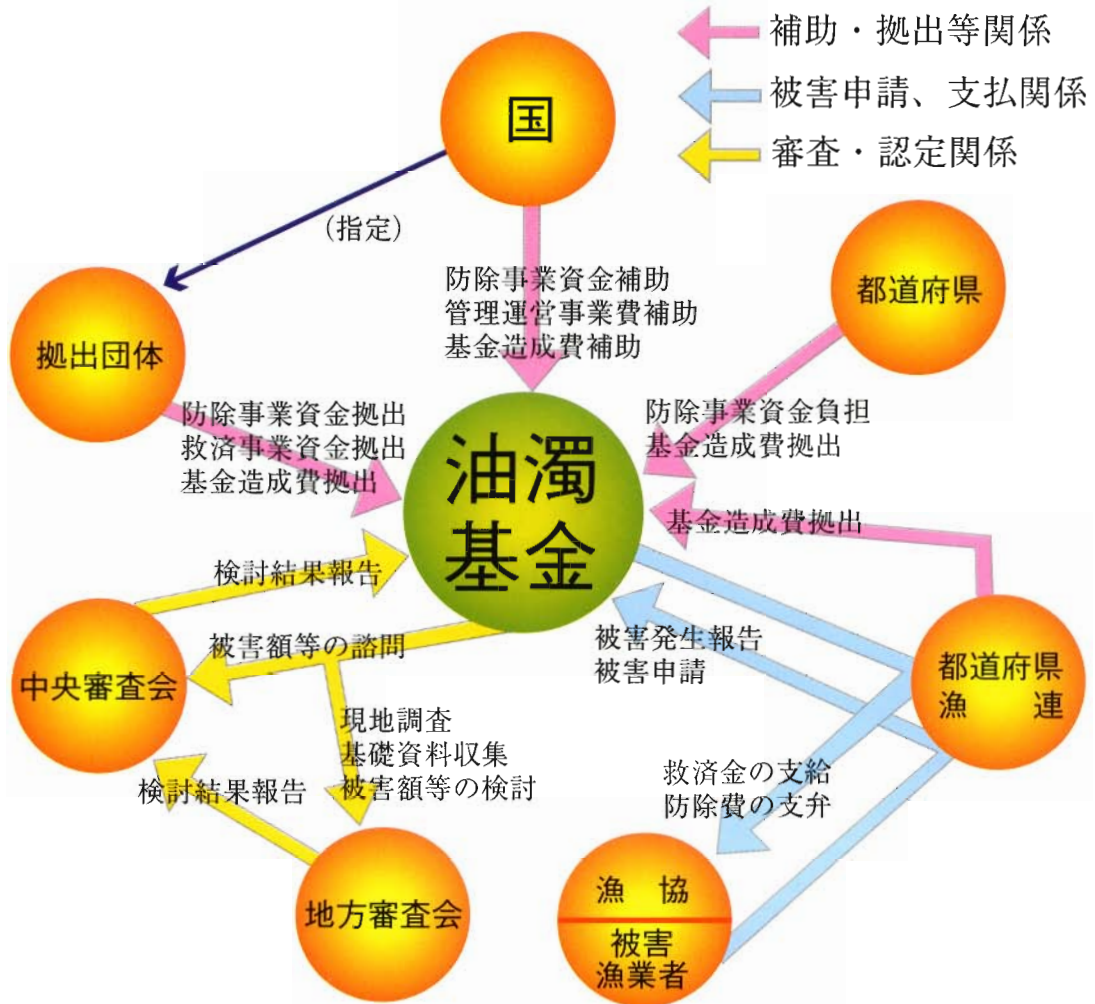 補助・拠出等関係
被害申請、支払関係
審査・認定関係
国
(指定)
防除事業資金補助
管理運営事業費補助
基金造成費補助
都道府県
拠出団体
防除事業資金拠出
救済事業資金拠出
基金造成費拠出
防除事業資金負担
基金造成費拠出
油濁
基金
基金造成費拠出
検討結果報告
被害額等の諮問
被害発生報告
被害申請
都道府県
漁 連
中央審査会
現地調査
基礎資料収集
被害額等の検討
検討結果報告
救済金の支給
防除費の支弁
地方審査会
漁 協
被害
漁業者